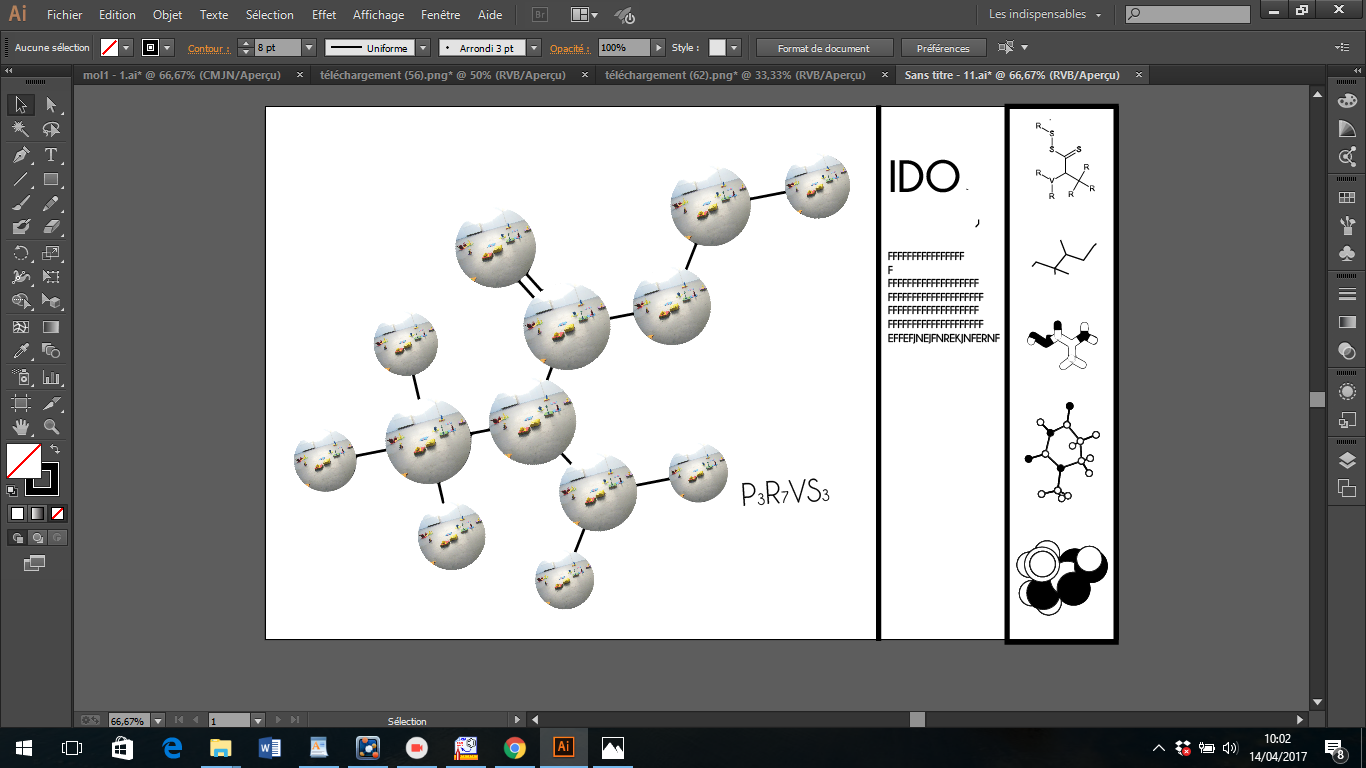 Ai Fichier Edition Objet Texte Sélection Effet Affichage Fenêtre Aide Br Les indispensables
Aucune sélection Contour : 8 pt Uniforme Arrondi 3 pt Opacité : 100% Style : Format de document Préférences
mol1 - 1.ai* @ 66,67% (CMJN/Aperçu) téléchargement (56).png* @ 50% (RVB/Aperçu) téléchargement (62).png* @ 33,33% (RVB/Aperçu) Sans titre - 11.ai* @ 66,67% (RVB/Aperçu)
R
S
S S
R V R
R R R
IDO
FFFFFFFFFFFFFFFF
F
FFFFFFFFFFFFFFFFFFF
FFFFFFFFFFFFFFFFFFFF
FFFFFFFFFFFFFFFFFFF
FFFFFFFFFFFFFFFFFFFF
EFFEFJNEJFNREKJNFERNF
P3R7VS3
66,67% 1 Sélection
Ai
10:02
14/04/2017
8